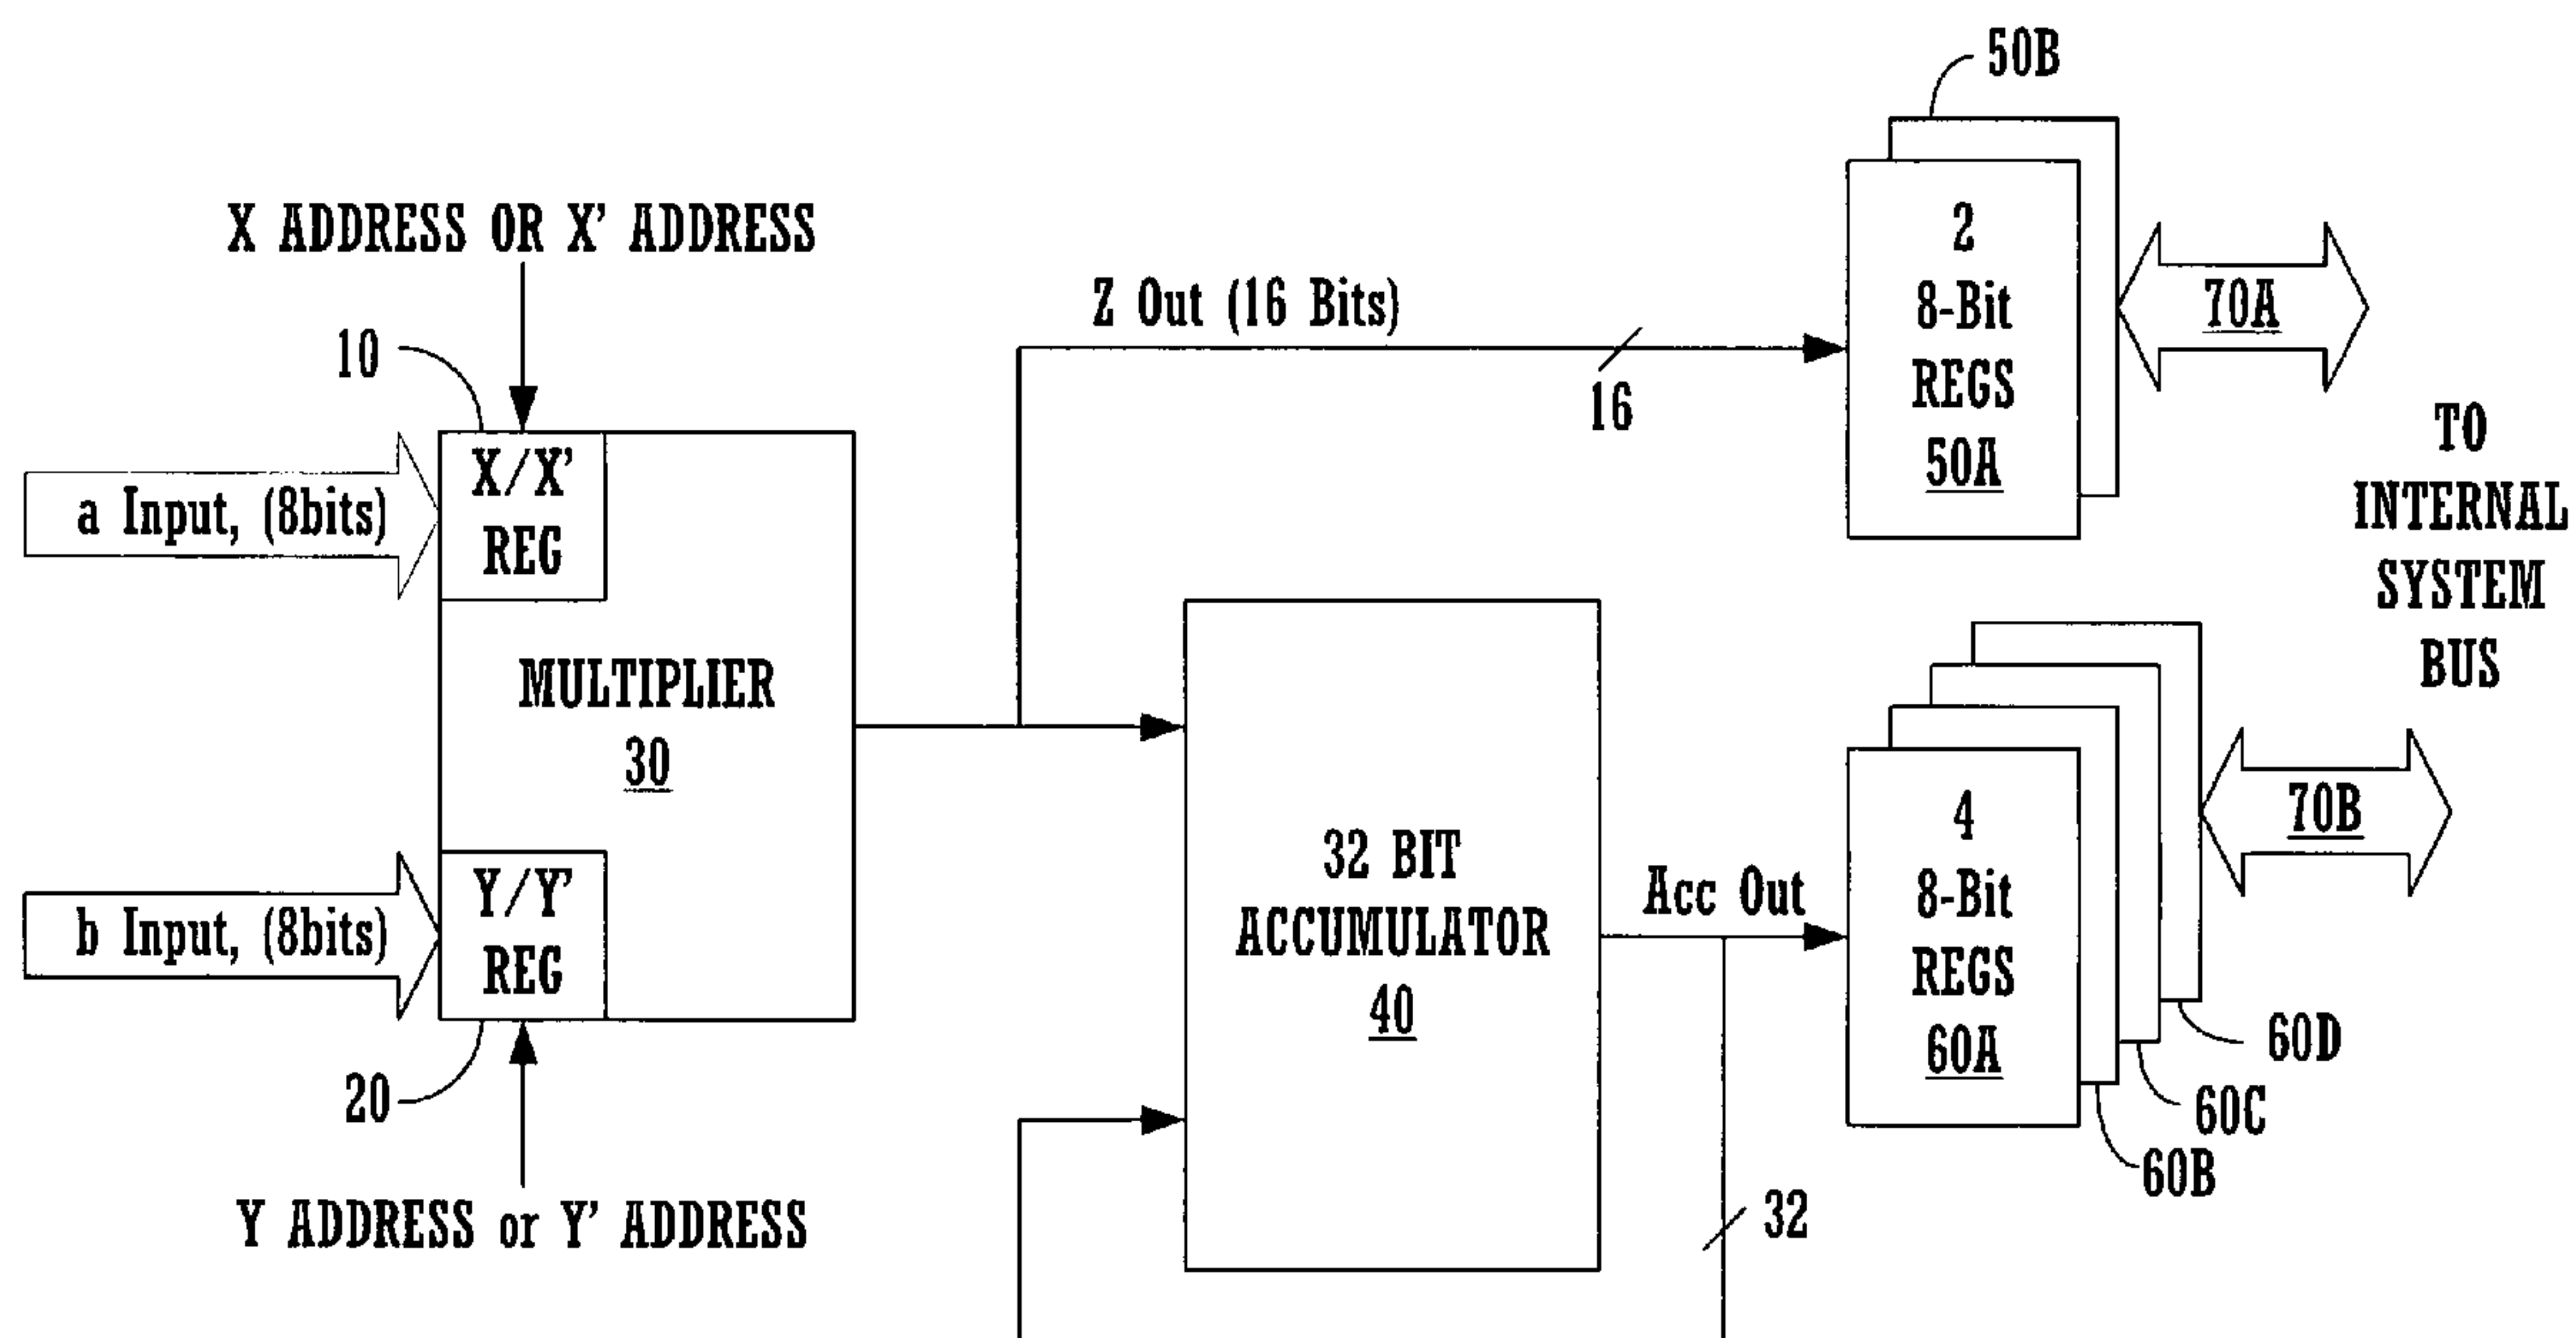 50B
X ADDRESS OR X' ADDRESS
10
a Input, (8bits)
X/X'
REG
MULTIPLIER
30
b Input, (8bits)
Y/Y'
REG
20
Y ADDRESS or Y' ADDRESS
Z Out (16 Bits)
16
2
8-Bit
REGS
50A
70A
TO
INTERNAL
SYSTEM
BUS
32 BIT
ACCUMULATOR
40
Acc Out
32
4
8-Bit
REGS
60A
70B
60D
60C
60B